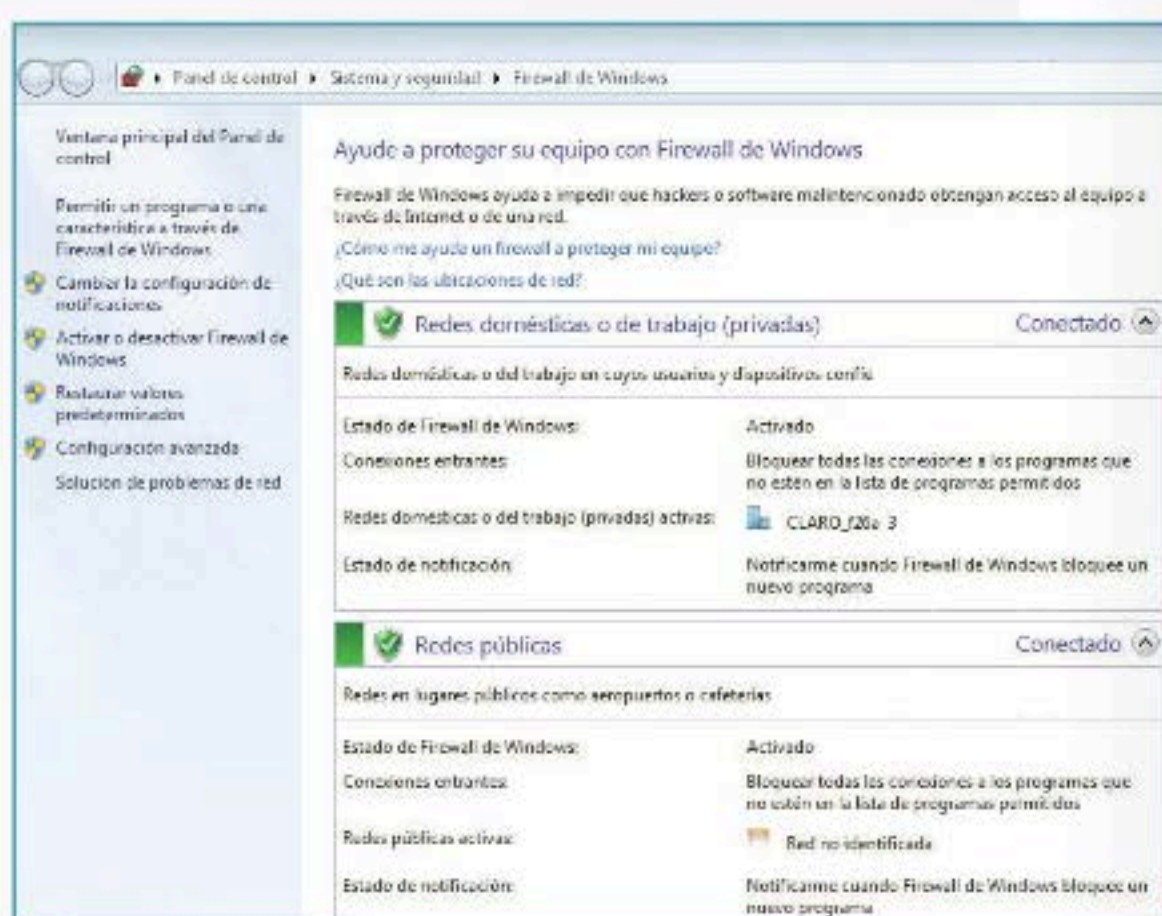 Panel de control ▸ Sistema y seguridad ▸ Firewall de Windows
Ventana principal del Panel de
control
Permitir un programa o una
característica a través de
Firewall de Windows
Cambiar la configuración de
notificaciones
Activar o desactivar Firewall de
Windows
Restaurar valores
predeterminados
Configuración avanzada
Solución de problemas de red
Ayude a proteger su equipo con Firewall de Windows
Firewall de Windows ayuda a impedir que hackers o software malintencionado obtengan acceso al equipo a
través de Internet o de una red.
¿Cómo me ayuda un firewall a proteger mi equipo?
¿Qué son las ubicaciones de red?
Redes domésticas o de trabajo (privadas) Conectado
Redes domésticas o del trabajo en cuyos usuarios y dispositivos confía
Estado de Firewall de Windows: Activado
Conexiones entrantes: Bloquear todas las conexiones a los programas que
no estén en la lista de programas permitidos
Redes domésticas o del trabajo (privadas) activas: CLARO_f26a 3
Estado de notificación: Notificarme cuando Firewall de Windows bloquee un
nuevo programa
Redes públicas Conectado
Redes en lugares públicos como aeropuertos o cafeterías
Estado de Firewall de Windows: Activado
Conexiones entrantes: Bloquear todas las conexiones a los programas que
no estén en la lista de programas permitidos
Redes públicas activas: Red no identificada
Estado de notificación: Notificarme cuando Firewall de Windows bloquee un
nuevo programa